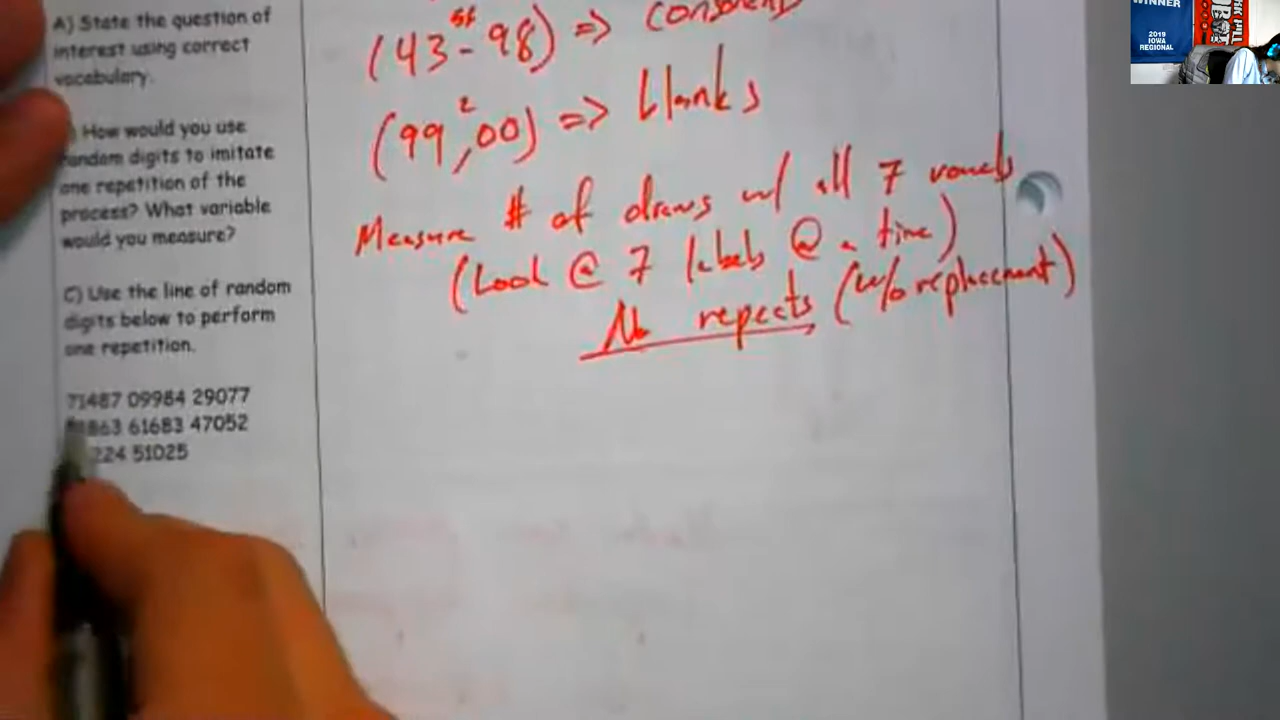 A) State the question of
interest using correct
vocabulary.
How would you use
random digits to imitate
one repetition of the
process? What variable
would you measure?
C) Use the line of random
digits below to perform
one repetition.
71487 09984 29077
863 61683 47052
224 51025
(43 - 98) =>
(99, 00) => blanks
2
Measure # of draws w/ all 7 vowels
(Look @ 7 labels @ a time)
No repeats (w/o replacement)
WINNER
2019
IOWA
REGIONAL